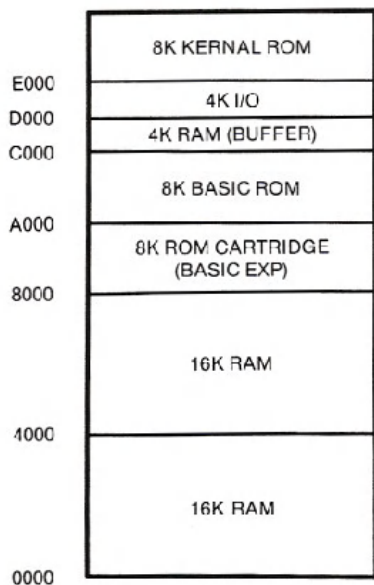 8K KERNAL ROM
E000
4K I/O
D000
4K RAM (BUFFER)
C000
8K BASIC ROM
A000
8K ROM CARTRIDGE
(BASIC EXP)
8000
16K RAM
4000
16K RAM
0000